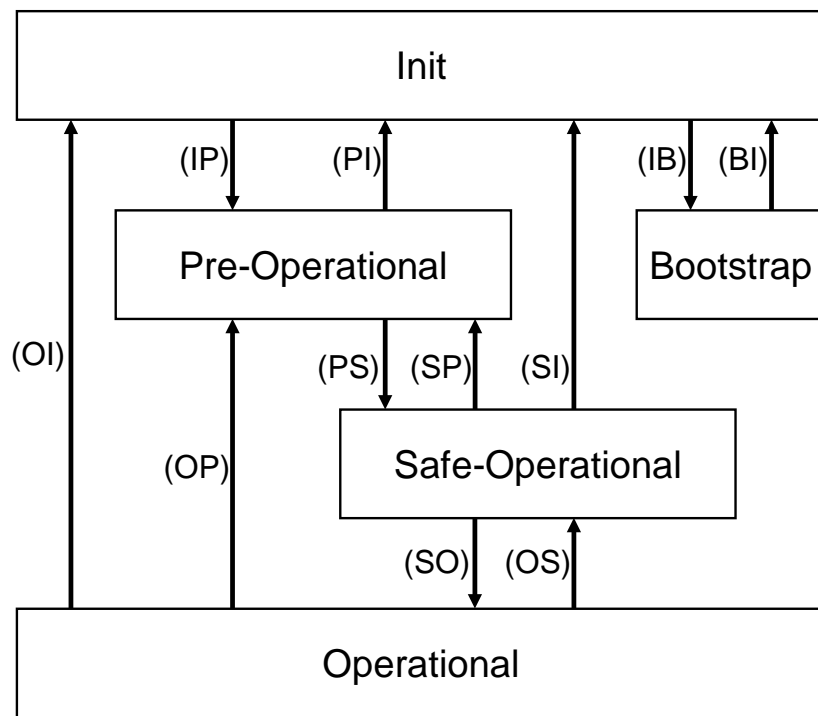 Init
(IP)
(PI)
(IB)
(BI)
Pre-Operational
Bootstrap
(OI)
(PS)
(SP)
(SI)
Safe-Operational
(OP)
(SO)
(OS)
Operational